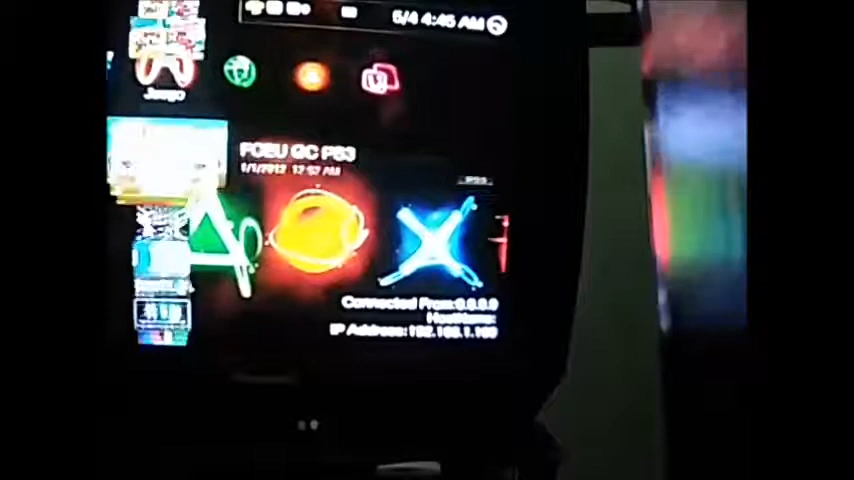 5/4 4:45 AM
Juego
FCEU GC PS3
1/1/2012 12:57 AM
Connected From:0.0.0.0
HostName:
IP Address:192.168.1.100